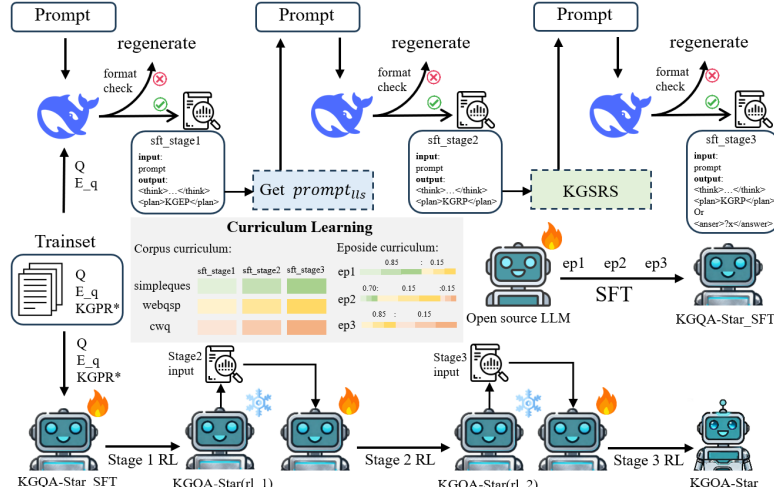 Prompt
Prompt
Prompt
regenerate
regenerate
regenerate
format
check
format
check
format
check
sft_stage1
input:
prompt
output:
<think>…</think>
<plan>KGEP</plan>
sft_stage2
input:
prompt
output:
<think>…</think>
<plan>KGRP</plan>
sft_stage3
input:
prompt
output:
<think>…</think>
<plan>KGRP</plan>
Or
<anser>?x</answer>
Q
E_q
Get prompt_lls
KGSRS
Trainset
Q
E_q
KGPR*
Curriculum Learning
Corpus curriculum:
Eposide curriculum:
sft_stage1 sft_stage2 sft_stage3
simpleques
webqsp
cwq
0.85 : 0.15
ep1
0.70: 0.15 :0.15
ep2
0.85 : 0.15
ep3
ep1 ep2 ep3
SFT
Open source LLM
KGQA-Star_SFT
Q
E_q
KGPR*
Stage2
input
Stage3
input
Stage 1 RL
Stage 2 RL
Stage 3 RL
KGQA-Star_SFT
KGQA-Star(rl_1)
KGQA-Star(rl_2)
KGQA-Star